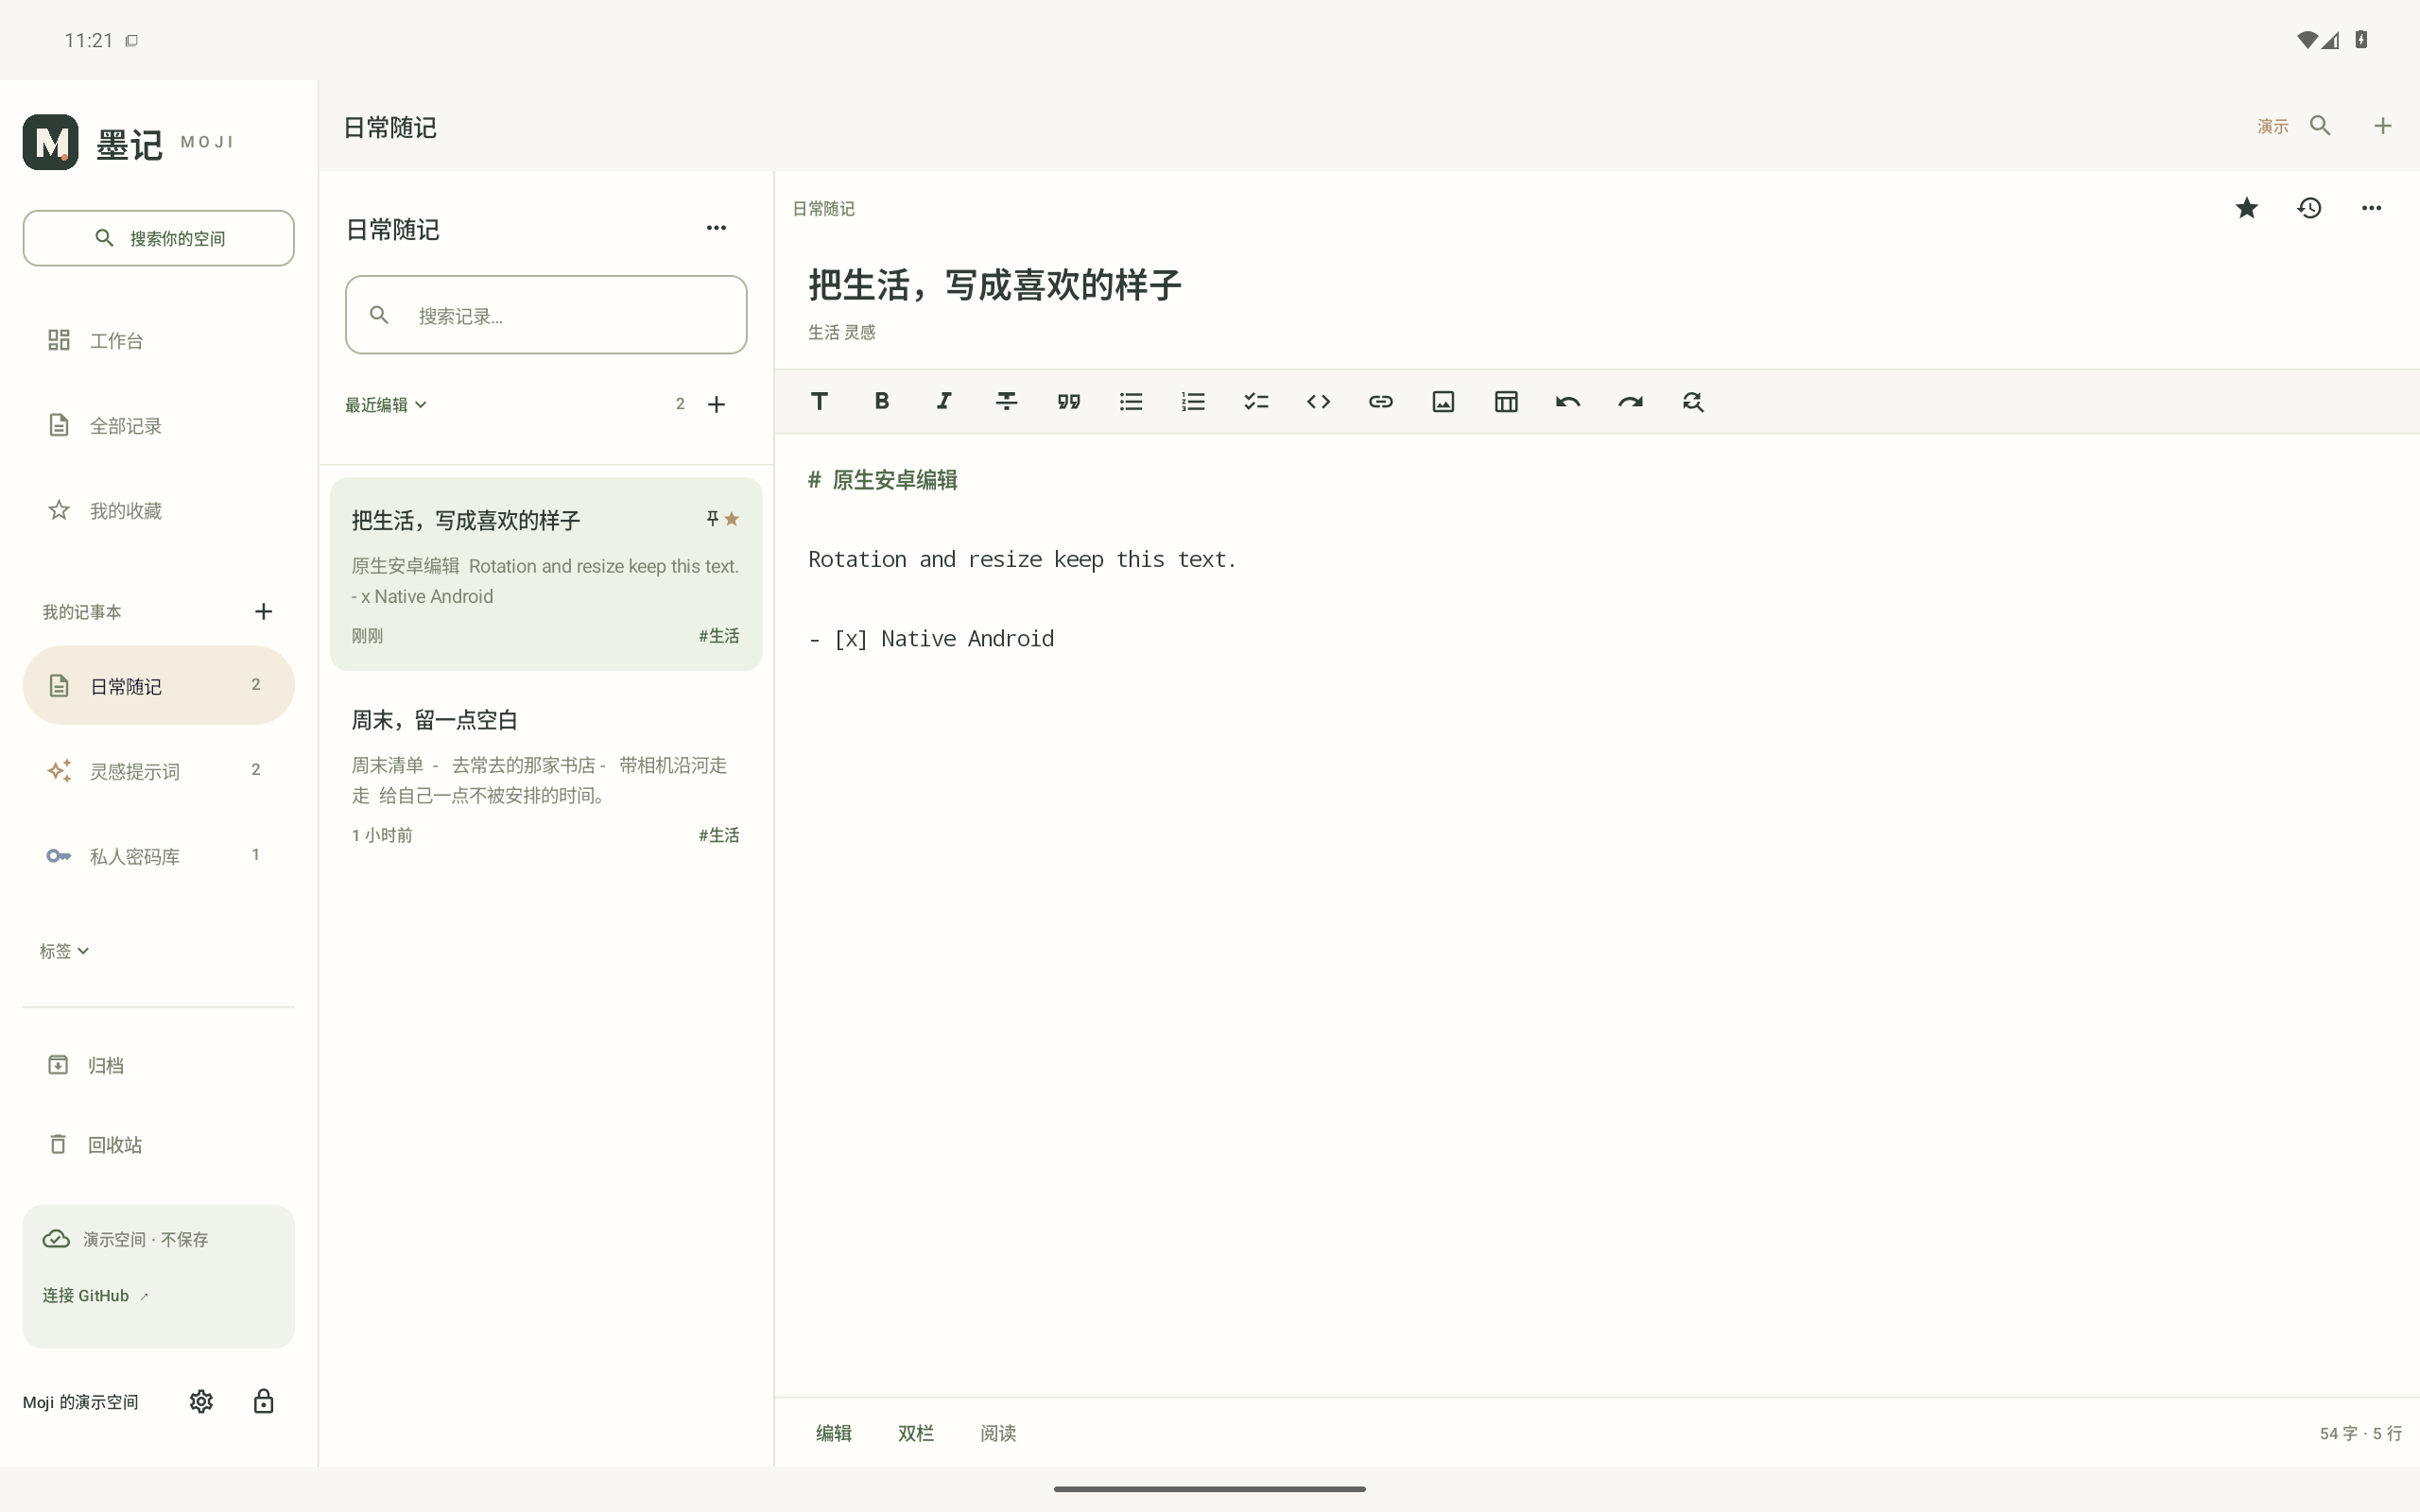 11:21
墨记 MOJI
搜索你的空间
工作台
全部记录
我的收藏
我的记事本
日常随记 2
灵感提示词 2
私人密码库 1
标签
归档
回收站
演示空间 · 不保存
连接 GitHub ↗
Moji 的演示空间
日常随记
演示
日常随记
搜索记录...
最近编辑 2
把生活，写成喜欢的样子
原生安卓编辑 Rotation and resize keep this text.
- x Native Android
刚刚 #生活
周末，留一点空白
周末清单 - 去常去的那家书店 - 带相机沿河走
走 给自己一点不被安排的时间。
1 小时前 #生活
日常随记
把生活，写成喜欢的样子
生活 灵感
# 原生安卓编辑
Rotation and resize keep this text.
- [x] Native Android
编辑 双栏 阅读
54 字 · 5 行